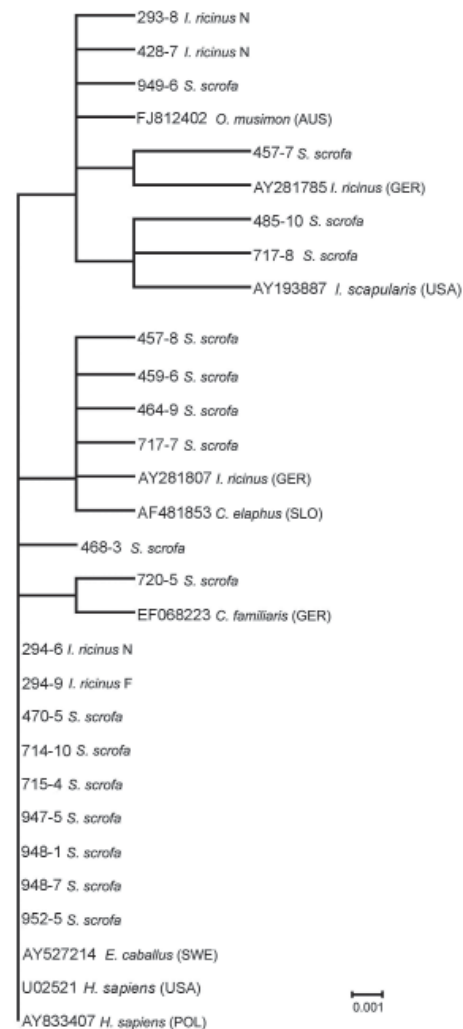 293-8 I. ricinus N
428-7 I. ricinus N
949-6 S. scrofa
FJ812402 O. musimon (AUS)
457-7 S. scrofa
AY281785 I. ricinus (GER)
485-10 S. scrofa
717-8 S. scrofa
AY193887 I. scapularis (USA)
457-8 S. scrofa
459-6 S. scrofa
464-9 S. scrofa
717-7 S. scrofa
AY281807 I. ricinus (GER)
AF481853 C. elaphus (SLO)
468-3 S. scrofa
720-5 S. scrofa
EF068223 C. familiaris (GER)
294-6 I. ricinus N
294-9 I. ricinus F
470-5 S. scrofa
714-10 S. scrofa
715-4 S. scrofa
947-5 S. scrofa
948-1 S. scrofa
948-7 S. scrofa
952-5 S. scrofa
AY527214 E. caballus (SWE)
U02521 H. sapiens (USA)
AY833407 H. sapiens (POL)
0.001